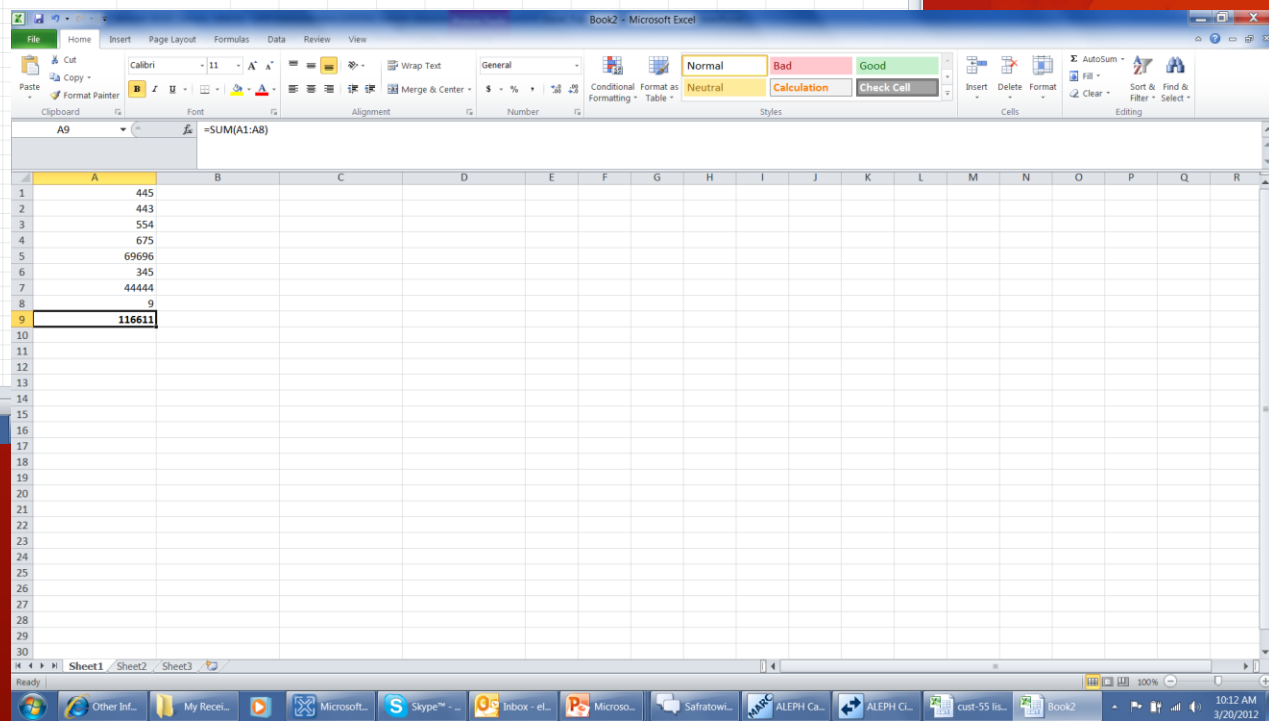 Book2 - Microsoft Excel
File Home Insert Page Layout Formulas Data Review View
Paste
Cut
Copy
Format Painter
Clipboard
Calibri 11 A A
B I U A
Font
Wrap Text
Merge & Center
Alignment
General
$ % , .00 .00
Number
Conditional Formatting
Format as Table
Normal Bad Good
Neutral Calculation Check Cell
Styles
Insert Delete Format
Cells
Σ AutoSum
Fill
Clear
Sort & Filter
Find & Select
Editing
A9 fx =SUM(A1:A8)
A B C D E F G H I J K L M N O P Q R
1 445
2 443
3 554
4 675
5 69696
6 345
7 44444
8 9
9 116611
10
11
12
13
14
15
16
17
18
19
20
21
22
23
24
25
26
27
28
29
30
Sheet1 Sheet2 Sheet3
Ready 100%
Other Inf... My Recei... Microsoft... Skype™ - ... Inbox - el... Microso... Safratowi... MARC ALEPH Ca... ALEPH Ci... cust-55 lis... Book2 10:12 AM
3/20/2012